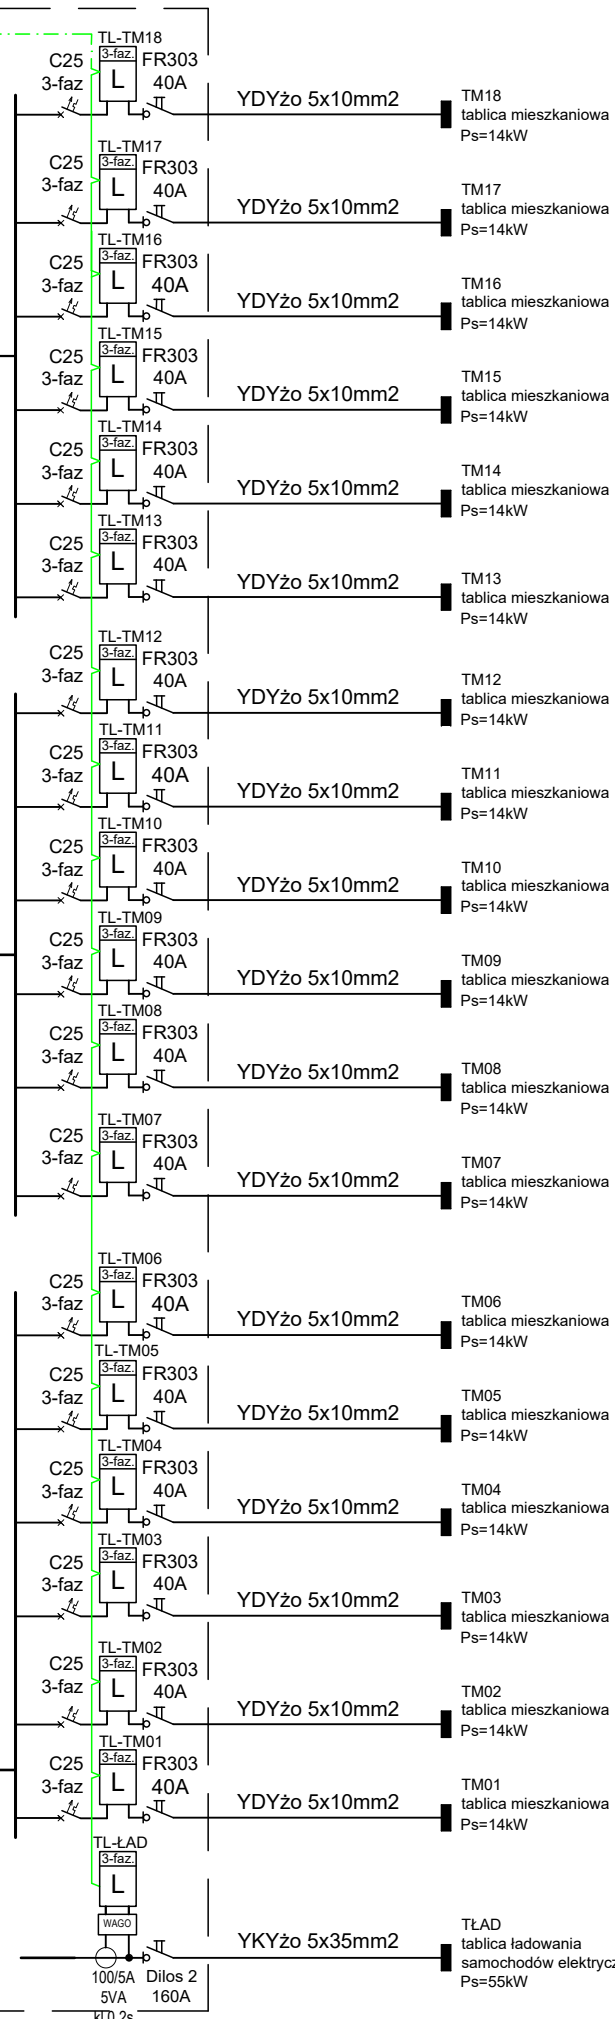 TL-TM18
C25
3-faz
3-faz.
L
FR303
40A
YDYżo 5x10mm2
TM18
tablica mieszkaniowa
Ps=14kW
TL-TM17
C25
3-faz
3-faz.
L
FR303
40A
YDYżo 5x10mm2
TM17
tablica mieszkaniowa
Ps=14kW
TL-TM16
C25
3-faz
3-faz.
L
FR303
40A
YDYżo 5x10mm2
TM16
tablica mieszkaniowa
Ps=14kW
TL-TM15
C25
3-faz
3-faz.
L
FR303
40A
YDYżo 5x10mm2
TM15
tablica mieszkaniowa
Ps=14kW
TL-TM14
C25
3-faz
3-faz.
L
FR303
40A
YDYżo 5x10mm2
TM14
tablica mieszkaniowa
Ps=14kW
TL-TM13
C25
3-faz
3-faz.
L
FR303
40A
YDYżo 5x10mm2
TM13
tablica mieszkaniowa
Ps=14kW
TL-TM12
C25
3-faz
3-faz.
L
FR303
40A
YDYżo 5x10mm2
TM12
tablica mieszkaniowa
Ps=14kW
TL-TM11
C25
3-faz
3-faz.
L
FR303
40A
YDYżo 5x10mm2
TM11
tablica mieszkaniowa
Ps=14kW
TL-TM10
C25
3-faz
3-faz.
L
FR303
40A
YDYżo 5x10mm2
TM10
tablica mieszkaniowa
Ps=14kW
TL-TM09
C25
3-faz
3-faz.
L
FR303
40A
YDYżo 5x10mm2
TM09
tablica mieszkaniowa
Ps=14kW
TL-TM08
C25
3-faz
3-faz.
L
FR303
40A
YDYżo 5x10mm2
TM08
tablica mieszkaniowa
Ps=14kW
TL-TM07
C25
3-faz
3-faz.
L
FR303
40A
YDYżo 5x10mm2
TM07
tablica mieszkaniowa
Ps=14kW
TL-TM06
C25
3-faz
3-faz.
L
FR303
40A
YDYżo 5x10mm2
TM06
tablica mieszkaniowa
Ps=14kW
TL-TM05
C25
3-faz
3-faz.
L
FR303
40A
YDYżo 5x10mm2
TM05
tablica mieszkaniowa
Ps=14kW
TL-TM04
C25
3-faz
3-faz.
L
FR303
40A
YDYżo 5x10mm2
TM04
tablica mieszkaniowa
Ps=14kW
TL-TM03
C25
3-faz
3-faz.
L
FR303
40A
YDYżo 5x10mm2
TM03
tablica mieszkaniowa
Ps=14kW
TL-TM02
C25
3-faz
3-faz.
L
FR303
40A
YDYżo 5x10mm2
TM02
tablica mieszkaniowa
Ps=14kW
TL-TM01
C25
3-faz
3-faz.
L
FR303
40A
YDYżo 5x10mm2
TM01
tablica mieszkaniowa
Ps=14kW
TL-ŁAD
3-faz.
L
WAGO
100/5A
5VA
kl 0.2s
Dilos 2
160A
YKYżo 5x35mm2
TŁAD
tablica ładowania
samochodów elektrycz
Ps=55kW